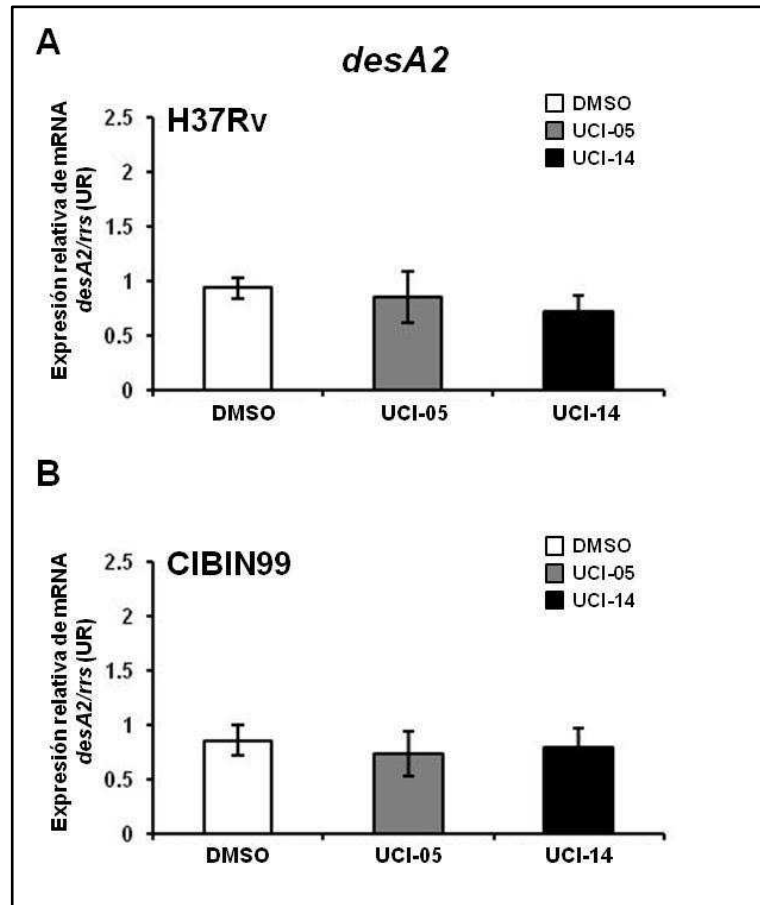 A
desA2
H37Rv
DMSO
UCI-05
UCI-14
Expresión relativa de mRNA
desA2/rrs (UR)
2.5
2
1.5
1
0.5
0
DMSO UCI-05 UCI-14
B
CIBIN99
DMSO
UCI-05
UCI-14
Expresión relativa de mRNA
desA2/rrs (UR)
2.5
2
1.5
1
0.5
0
DMSO UCI-05 UCI-14